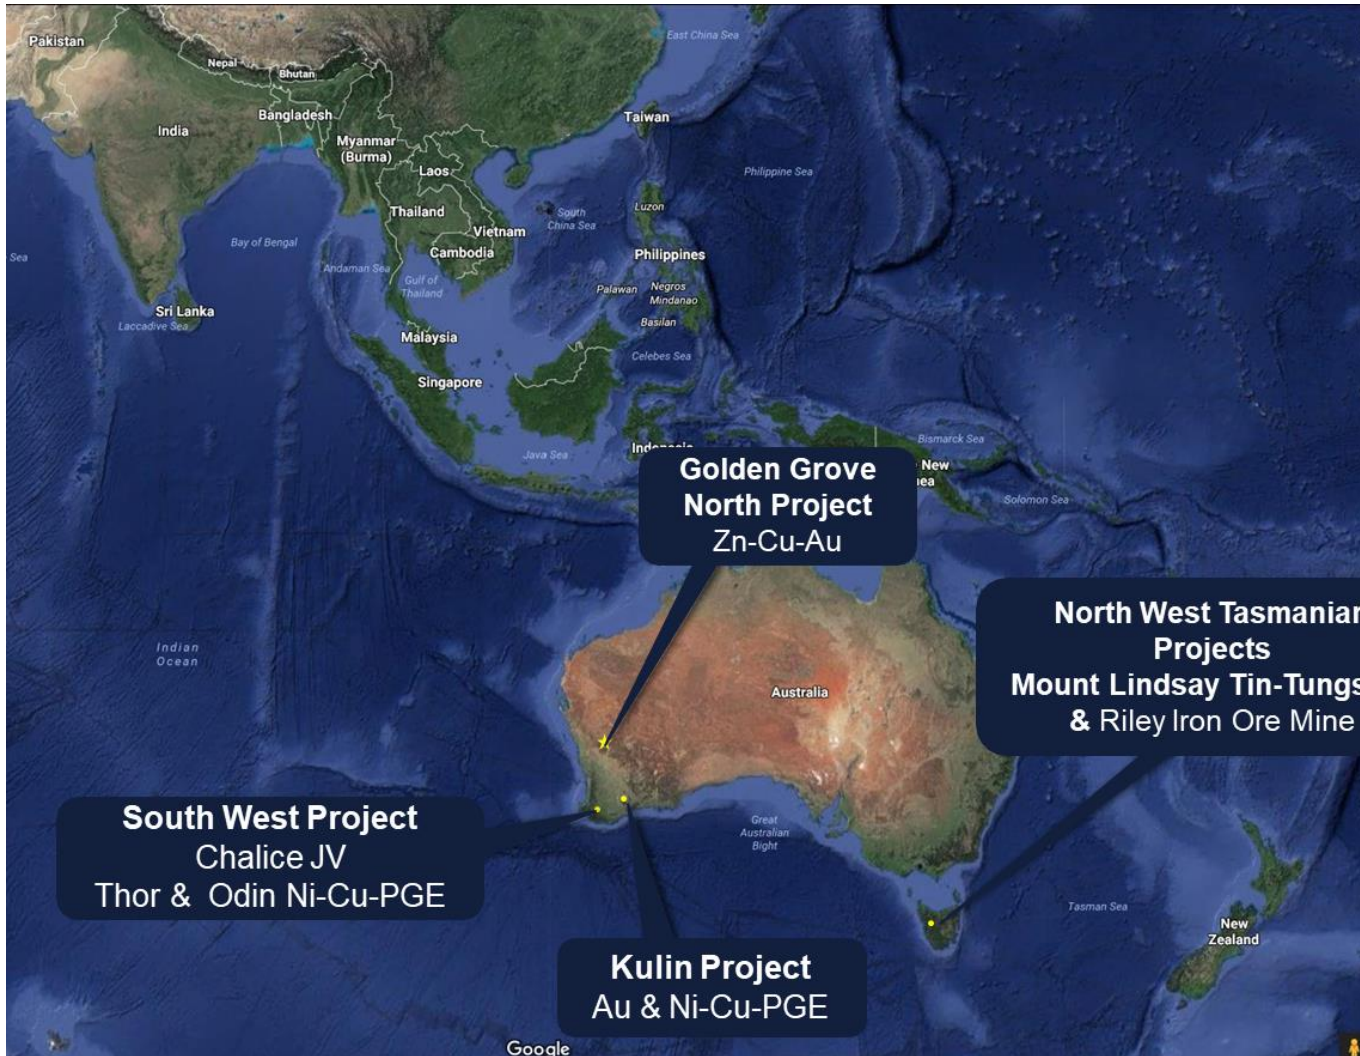 East China Sea
Pakistan
Nepal
Bhutan
Bangladesh
Taiwan
India
Myanmar
(Burma)
Laos
Philippine Sea
Thailand
Luzon
South
China Sea
Vietnam
Bay of Bengal
Cambodia
Philippines
Sea
Andaman Sea
Gulf of
Thailand
Palawan
Negros
Mindanao
Sri Lanka
Laccadive Sea
Basilan
Malaysia
Celebes Sea
Singapore
Java Sea
Bismarck Sea
New
Solomon Sea
Golden Grove
North Project
Zn-Cu-Au
North West Tasmanian
Projects
Mount Lindsay Tin-Tungs
& Riley Iron Ore Mine
Indian
Ocean
Australia
South West Project
Chalice JV
Thor & Odin Ni-Cu-PGE
Great
Australian
Bight
Tasman Sea
New
Zealand
Kulin Project
Au & Ni-Cu-PGE
Google